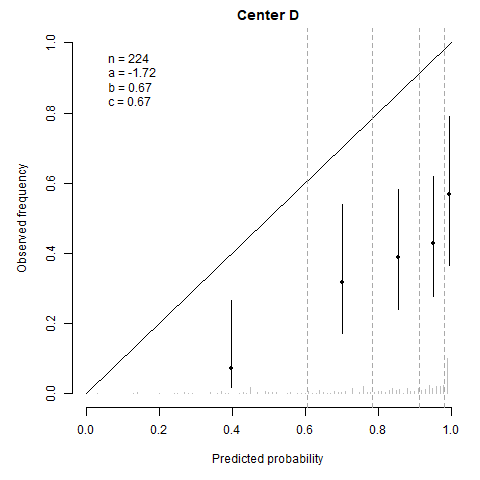 Center D
n = 224
a = -1.72
b = 0.67
c = 0.67
Observed frequency
1.0
0.8
0.6
0.4
0.2
0.0
0.0 0.2 0.4 0.6 0.8 1.0
Predicted probability